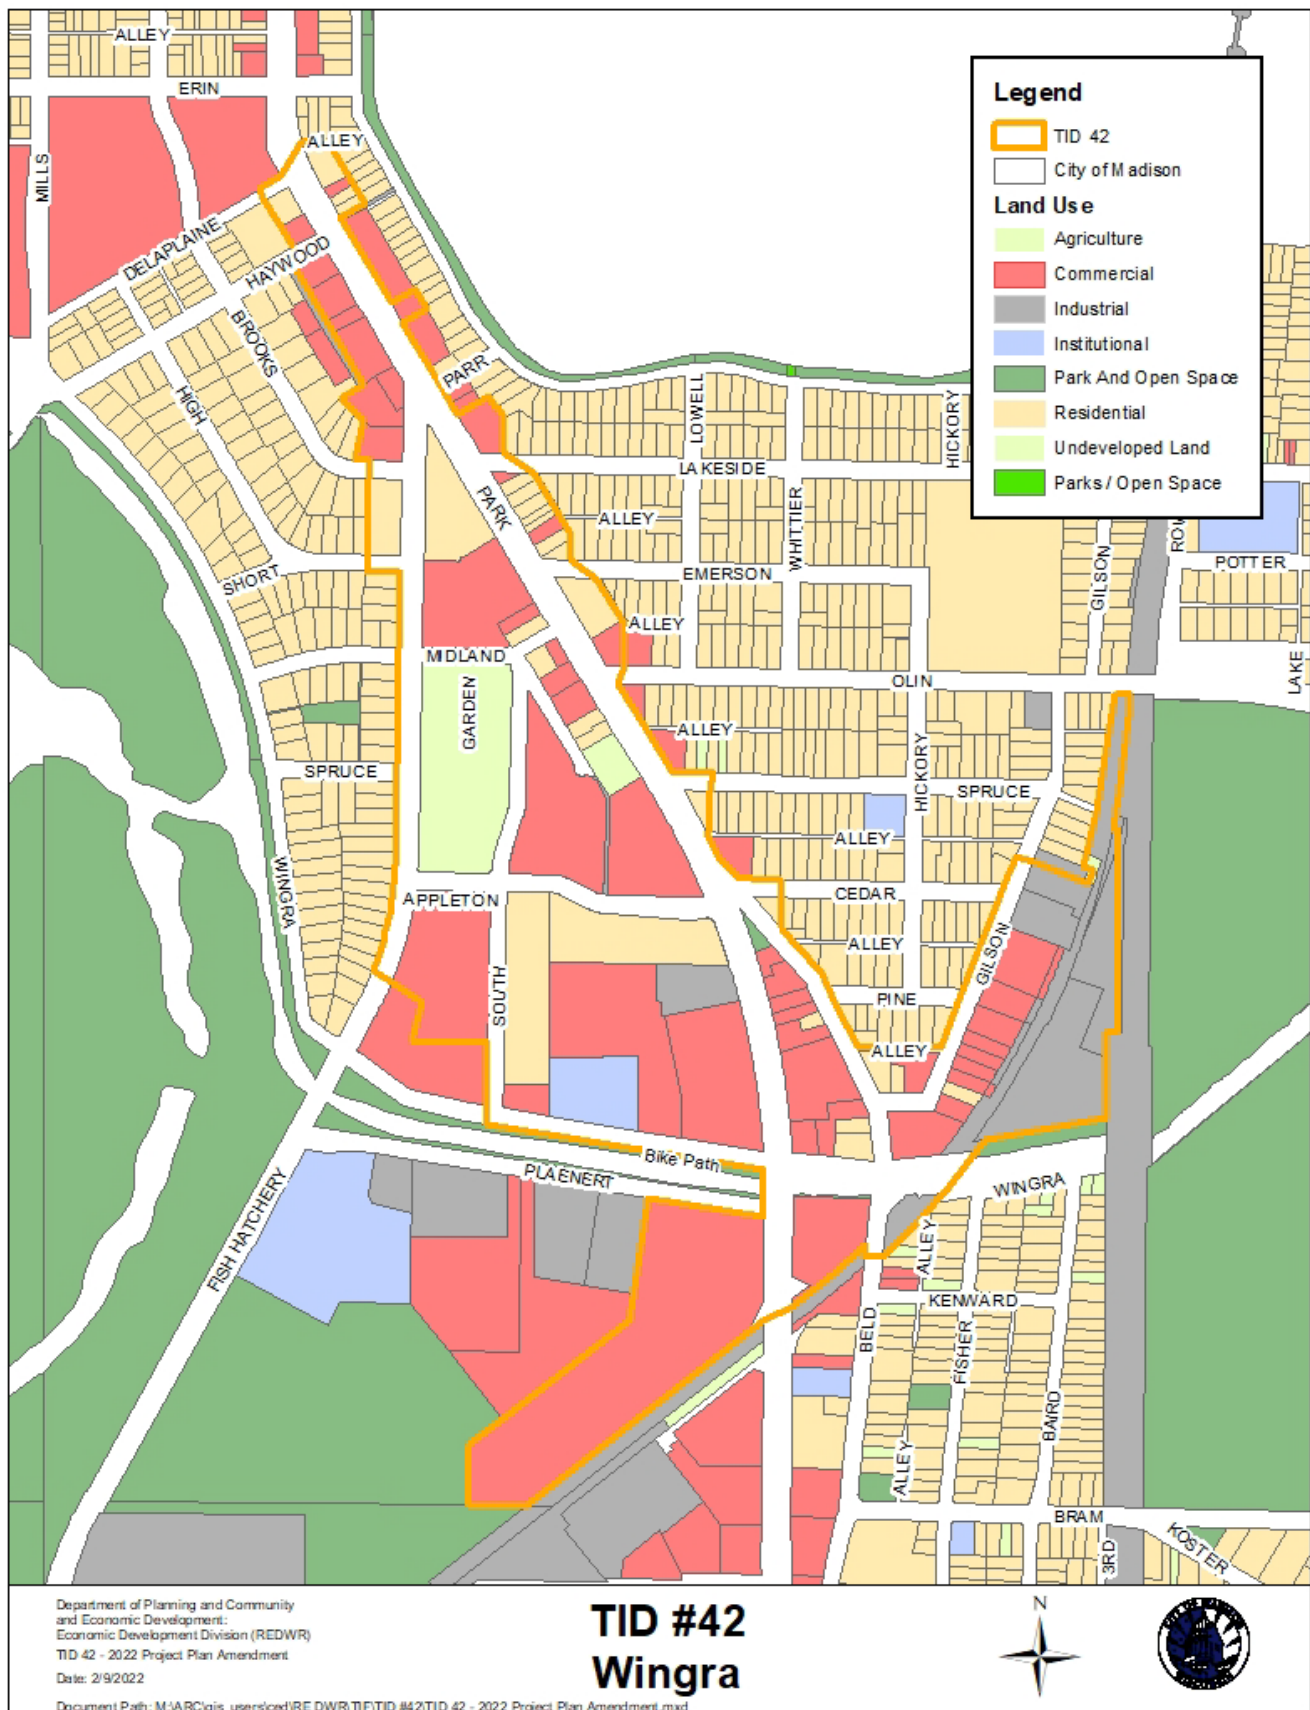 ALLEY
ERIN
ALLEY
MILLS
DELAPLAINE
HAYWOOD
BROOKS
PARR
HIGH
LOWELL
HICKORY
LAKESIDE
PARK
WHITTIER
ALLEY
SHORT
EMERSON
GILSON
POTTER
ALLEY
MIDLAND
GARDEN
OLIN
LAKE
ALLEY
SPRUCE
HICKORY
SPRUCE
ALLEY
WINGRA
APPLETON
CEDAR
ALLEY
GILSON
SOUTH
PINE
ALLEY
Bike Path
PLAENERT
FISH HATCHERY
WINGRA
ALLEY
KENWARD
BELD
FISHER
BAIRD
ALLEY
BRAM
3RD
KOSTER
Legend
TID 42
City of Madison
Land Use
Agriculture
Commercial
Industrial
Institutional
Park And Open Space
Residential
Undeveloped Land
Parks / Open Space
Department of Planning and Community
and Economic Development:
Economic Development Division (REDWR)
TID 42 - 2022 Project Plan Amendment
Date: 2/9/2022
TID #42
Wingra
N